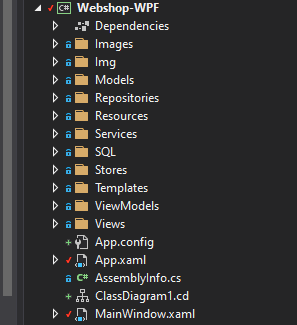 C# Webshop-WPF
Dependencies
Images
Img
Models
Repositories
Resources
Services
SQL
Stores
Templates
ViewModels
Views
App.config
App.xaml
C# AssemblyInfo.cs
ClassDiagram1.cd
MainWindow.xaml